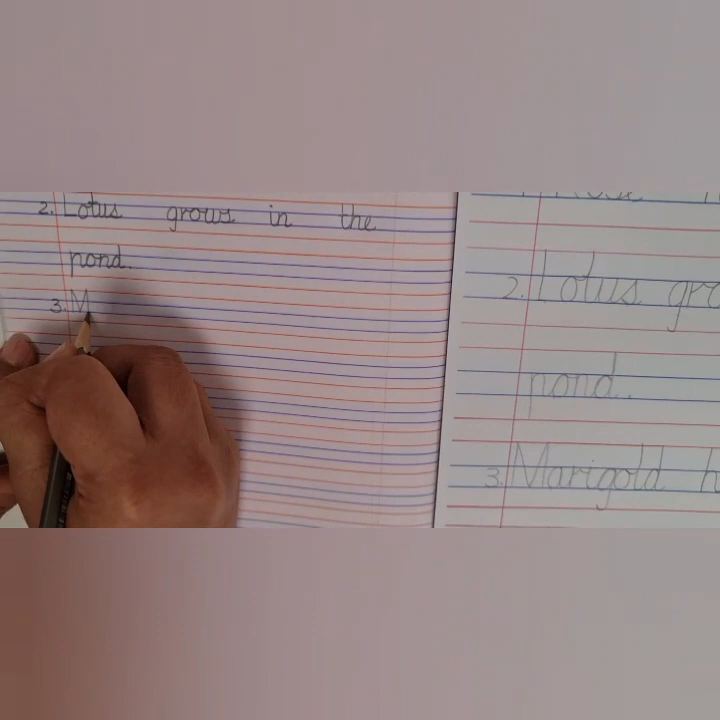 2. Lotus grows in the
pond.
3. M
2. Lotus gro
pond.
3. Marigold h